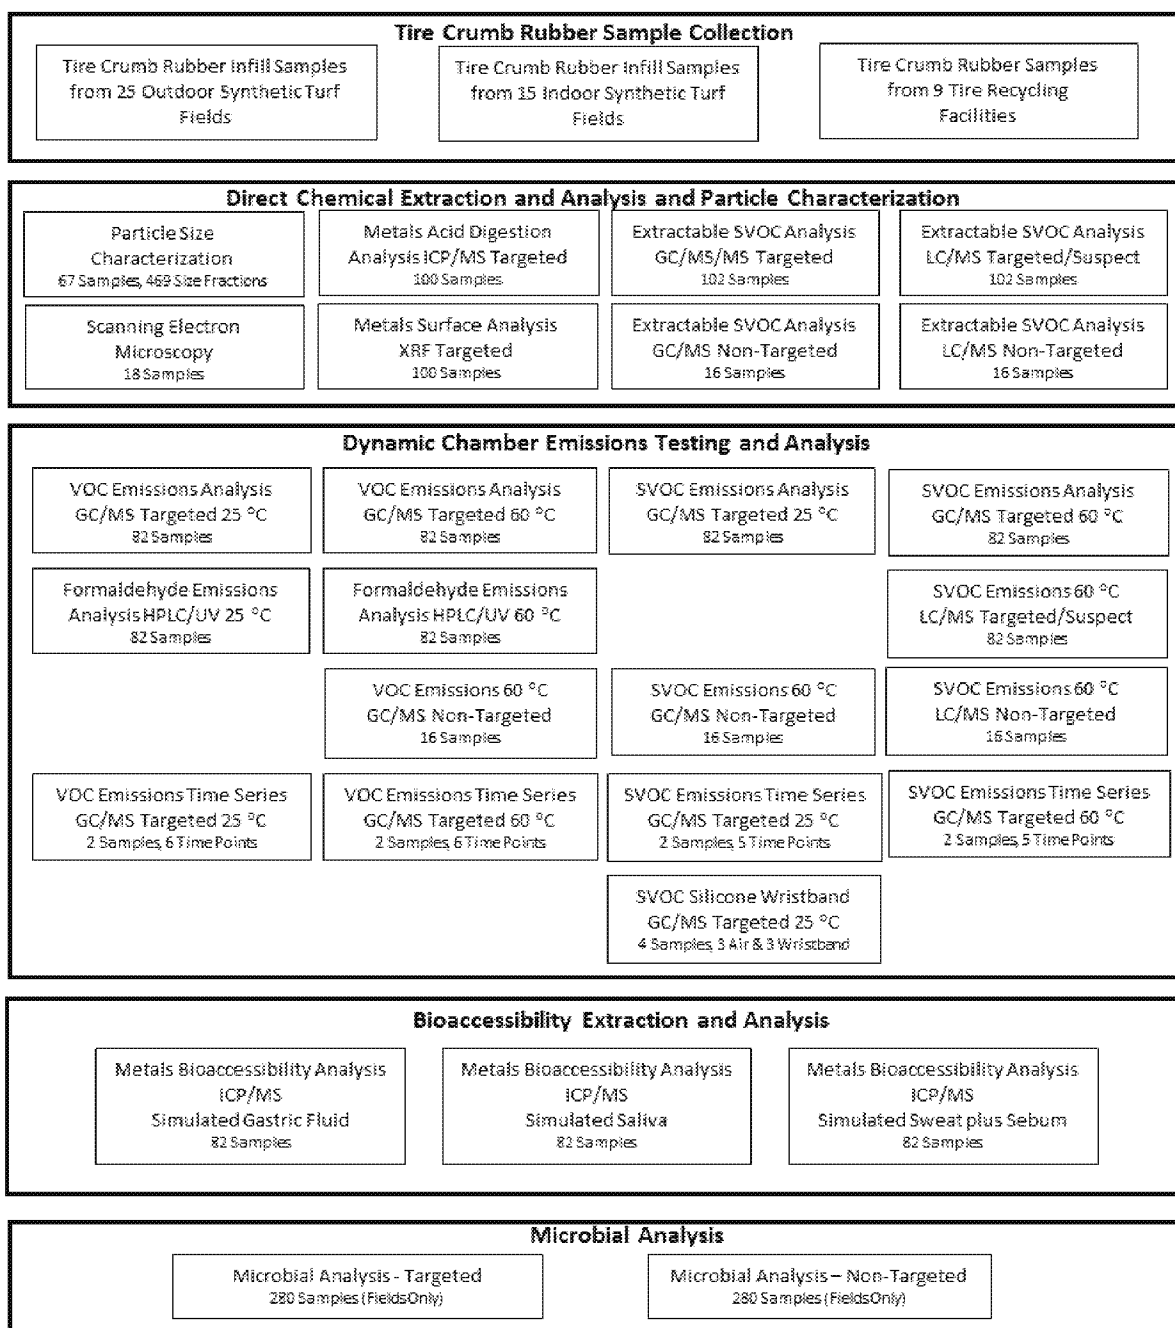 Tire Crumb Rubber Sample Collection
Tire Crumb Rubber Infill Samples
from 25 Outdoor Synthetic Turf
Fields
Tire Crumb Rubber Infill Samples
from 15 Indoor Synthetic Turf
Fields
Tire Crumb Rubber Samples
from 9 Tire Recycling
Facilities
Direct Chemical Extraction and Analysis and Particle Characterization
Particle Size
Characterization
67 Samples, 469 Size Fractions
Metals Acid Digestion
Analysis ICP/MS Targeted
100 Samples
Extractable SVOC Analysis
GC/MS/MS Targeted
102 Samples
Extractable SVOC Analysis
LC/MS Targeted/Suspect
102 Samples
Scanning Electron
Microscopy
18 Samples
Metals Surface Analysis
XRF Targeted
100 Samples
Extractable SVOC Analysis
GC/MS Non-Targeted
16 Samples
Extractable SVOC Analysis
LC/MS Non-Targeted
16 Samples
Dynamic Chamber Emissions Testing and Analysis
VOC Emissions Analysis
GC/MS Targeted 25 °C
82 Samples
VOC Emissions Analysis
GC/MS Targeted 60 °C
82 Samples
SVOC Emissions Analysis
GC/MS Targeted 25 °C
82 Samples
SVOC Emissions Analysis
GC/MS Targeted 60 °C
82 Samples
Formaldehyde Emissions
Analysis HPLC/UV 25 °C
82 Samples
Formaldehyde Emissions
Analysis HPLC/UV 60 °C
82 Samples
SVOC Emissions 60 °C
LC/MS Targeted/Suspect
82 Samples
VOC Emissions 60 °C
GC/MS Non-Targeted
16 Samples
SVOC Emissions 60 °C
GC/MS Non-Targeted
16 Samples
SVOC Emissions 60 °C
LC/MS Non-Targeted
16 Samples
VOC Emissions Time Series
GC/MS Targeted 25 °C
2 Samples, 6 Time Points
VOC Emissions Time Series
GC/MS Targeted 60 °C
2 Samples, 6 Time Points
SVOC Emissions Time Series
GC/MS Targeted 25 °C
2 Samples, 5 Time Points
SVOC Emissions Time Series
GC/MS Targeted 60 °C
2 Samples, 5 Time Points
SVOC Silicone Wristband
GC/MS Targeted 25 °C
4 Samples, 3 Air & 3 Wristband
Bioaccessibility Extraction and Analysis
Metals Bioaccessibility Analysis
ICP/MS
Simulated Gastric Fluid
82 Samples
Metals Bioaccessibility Analysis
ICP/MS
Simulated Saliva
82 Samples
Metals Bioaccessibility Analysis
ICP/MS
Simulated Sweat plus Sebum
82 Samples
Microbial Analysis
Microbial Analysis - Targeted
280 Samples (Fields Only)
Microbial Analysis – Non-Targeted
280 Samples (Fields Only)